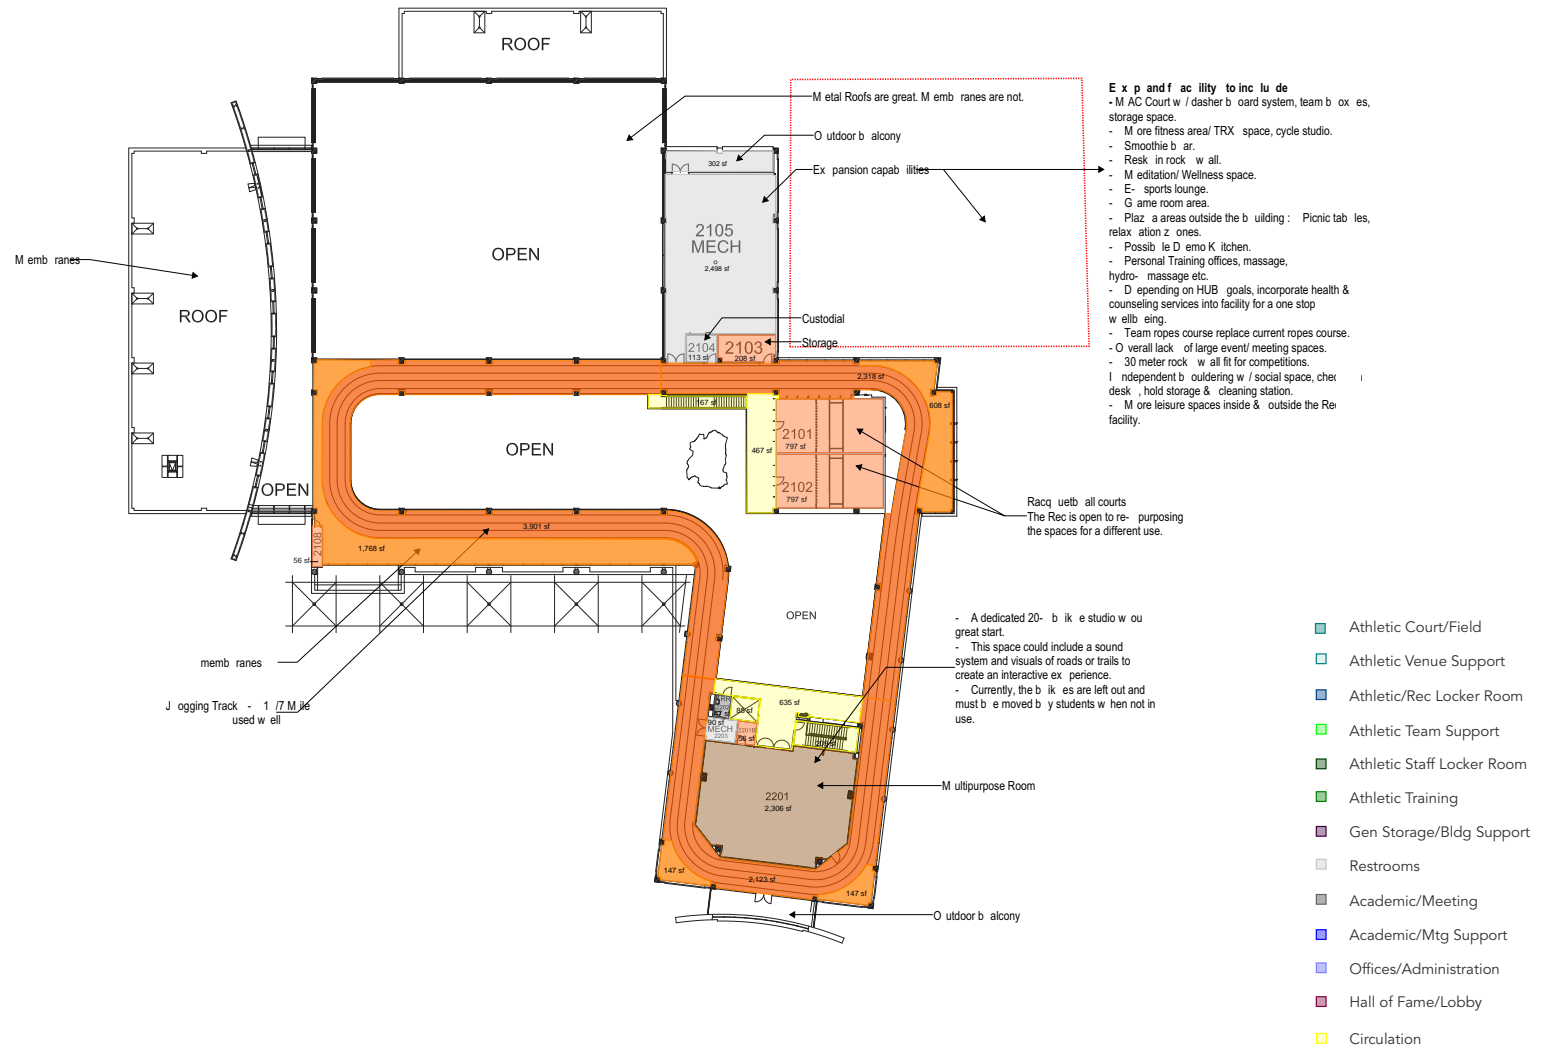 ROOF
Metal Roofs are great. Membranes are not.
Outdoor balcony
302 sf
Expansion capabilities
2105
MECH
2,498 sf
OPEN
Membranes
ROOF
Custodial
2104
113 sf
2103
208 sf
Storage
Expand facility to include
- MAC Court w/ dasher board system, team boxes,
storage space.
- More fitness area/ TRX space, cycle studio.
- Smoothie bar.
- Resk in rock wall.
- Meditation/ Wellness space.
- E- sports lounge.
- Game room area.
- Plaza areas outside the building: Picnic tables,
relaxation zones.
- Possible Demo Kitchen.
- Personal Training offices, massage,
hydro- massage etc.
- Depending on HUB goals, incorporate health &
counseling services into facility for a one stop
wellbeing.
- Team ropes course replace current ropes course.
- Overall lack of large event/ meeting spaces.
- 30 meter rock wall fit for competitions.
Independent bouldering w/ social space, chec
desk, hold storage & cleaning station.
- More leisure spaces inside & outside the Rec
facility.
2,318 sf
608 sf
167 sf
467 sf
2101
797 sf
2102
797 sf
OPEN
OPEN
Racquetball courts
The Rec is open to re- purposing
the spaces for a different use.
3,901 sf
1,768 sf
2108
56 sf
OPEN
membranes
Jogging Track - 1/7 Mile
used well
- A dedicated 20- bike studio wou
great start.
- This space could include a sound
system and visuals of roads or trails to
create an interactive experience.
- Currently, the bikes are left out and
must be moved by students when not in
use.
635 sf
90 sf
MECH
2203
56 sf
2201
2,306 sf
Multipurpose Room
147 sf
2,123 sf
147 sf
Outdoor balcony
Athletic Court/Field
Athletic Venue Support
Athletic/Rec Locker Room
Athletic Team Support
Athletic Staff Locker Room
Athletic Training
Gen Storage/Bldg Support
Restrooms
Academic/Meeting
Academic/Mtg Support
Offices/Administration
Hall of Fame/Lobby
Circulation